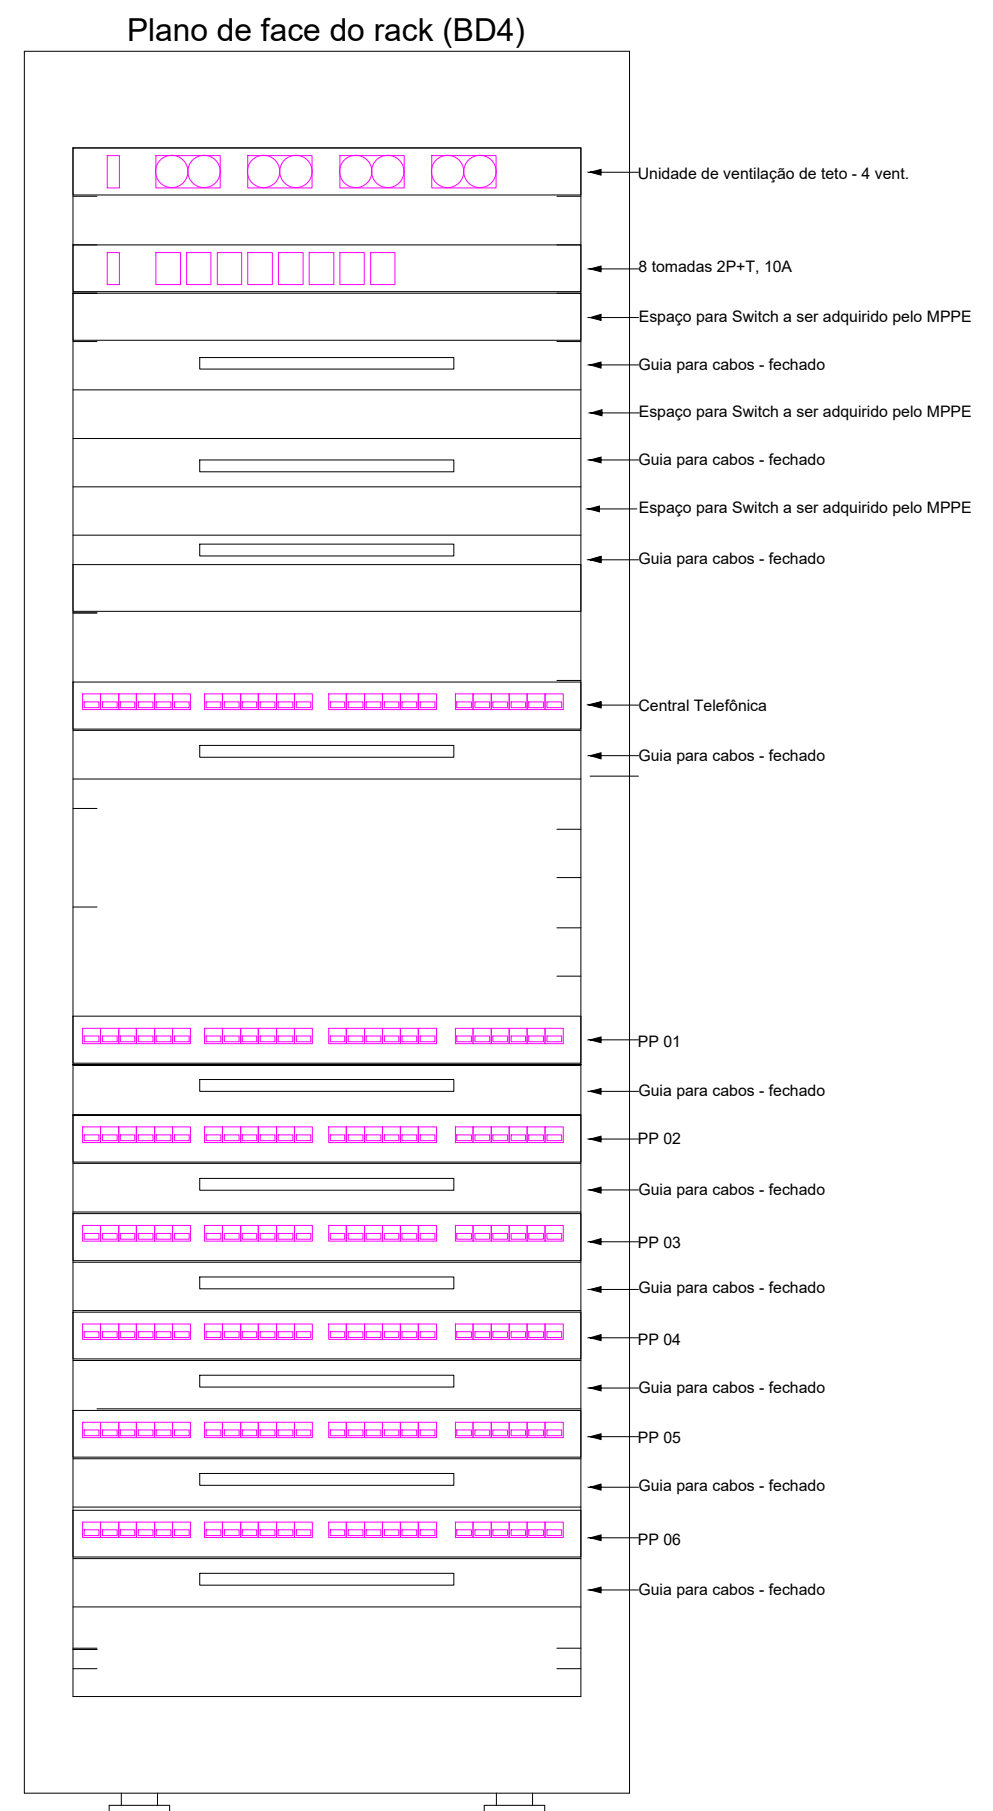 Plano de face do rack (BD4)
Unidade de ventilação de teto - 4 vent.
8 tomadas 2P+T, 10A
Espaço para Switch a ser adquirido pelo MPPE
Guia para cabos - fechado
Espaço para Switch a ser adquirido pelo MPPE
Guia para cabos - fechado
Espaço para Switch a ser adquirido pelo MPPE
Guia para cabos - fechado
Central Telefônica
Guia para cabos - fechado
PP 01
Guia para cabos - fechado
PP 02
Guia para cabos - fechado
PP 03
Guia para cabos - fechado
PP 04
Guia para cabos - fechado
PP 05
Guia para cabos - fechado
PP 06
Guia para cabos - fechado